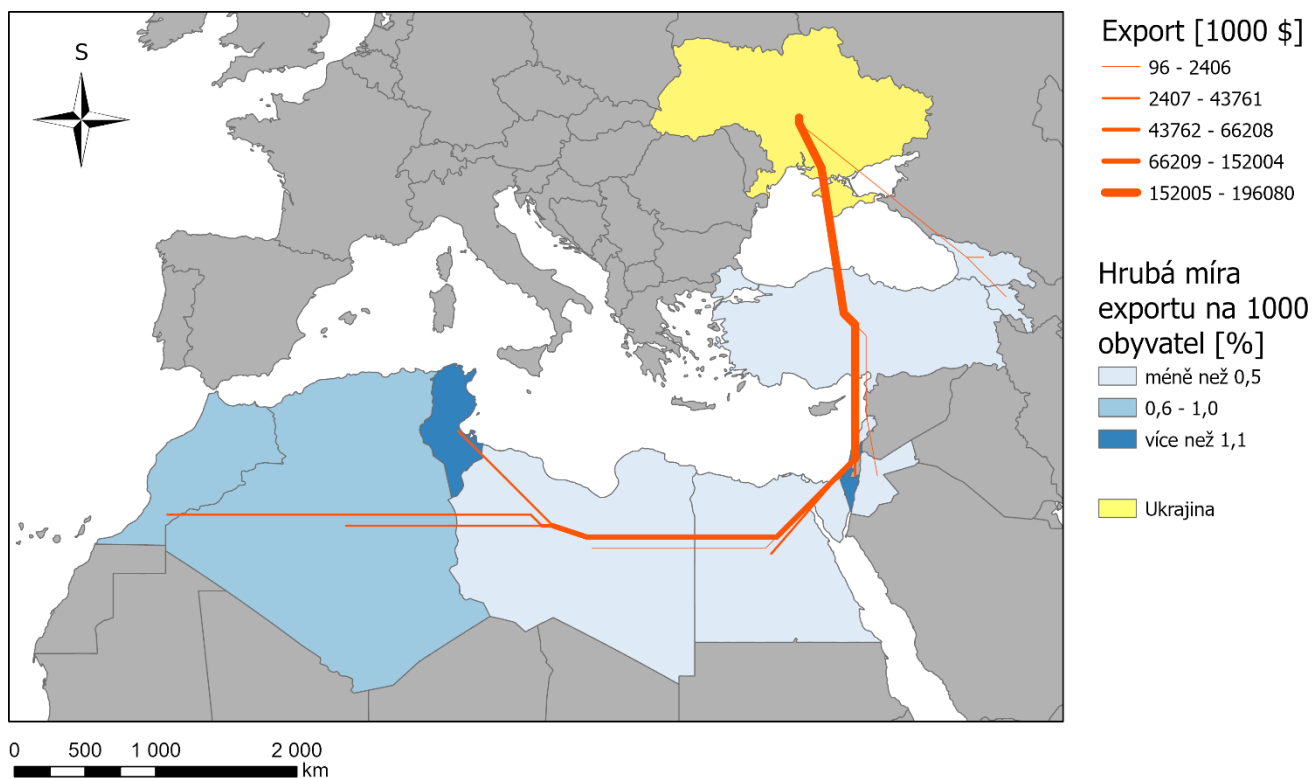 S
Export [1000 $]
96 - 2406
2407 - 43761
43762 - 66208
66209 - 152004
152005 - 196080
Hrubá míra
exportu na 1000
obyvatel [%]
méně než 0,5
0,6 - 1,0
více než 1,1
Ukrajina
0 500 1 000 2 000
km